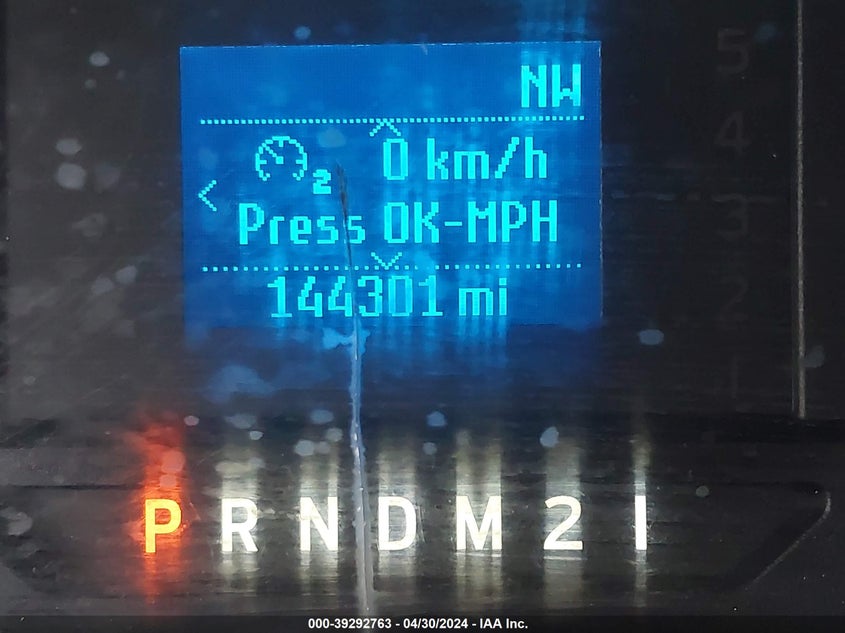 NW
2 0 km/h
< Press OK-MPH
144301 mi
P R N D M 2 1
5
4
3
2
1
000-39292763 - 04/30/2024 - IAA Inc.